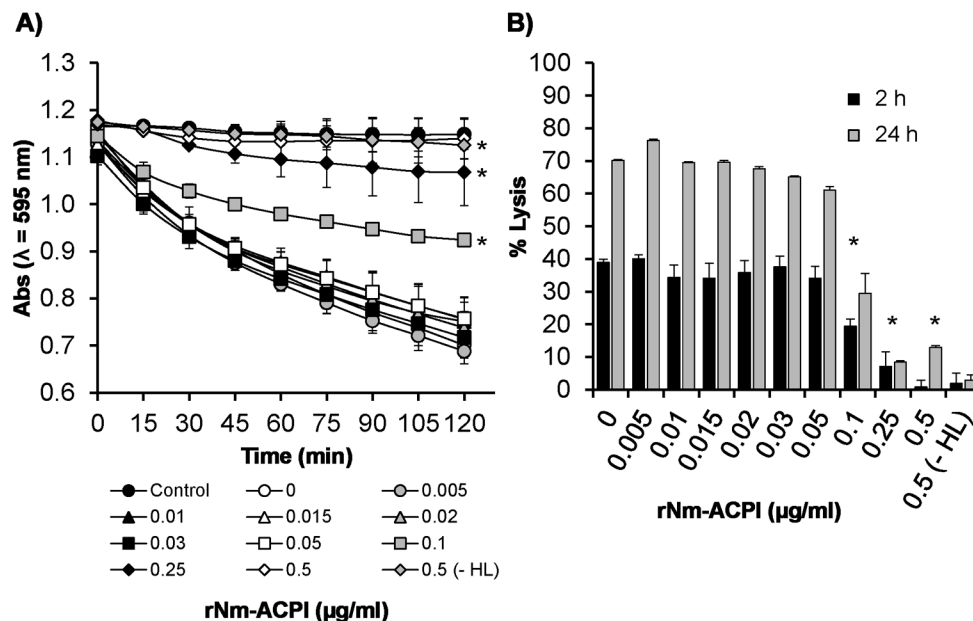 A)
1.3
1.2
1.1
1.0
0.9
0.8
0.7
0.6
Abs (λ = 595 nm)
0 15 30 45 60 75 90 105 120
Time (min)
*
*
*
Control 0 0.005
0.01 0.015 0.02
0.03 0.05 0.1
0.25 0.5 0.5 (- HL)
rNm-ACPI (µg/ml)
B)
100
90
80
70
60
50
40
30
20
10
0
% Lysis
2 h
24 h
*
* *
0 0.005 0.01 0.015 0.02 0.03 0.05 0.1 0.25 0.5 0.5 (- HL)
rNm-ACPI (µg/ml)